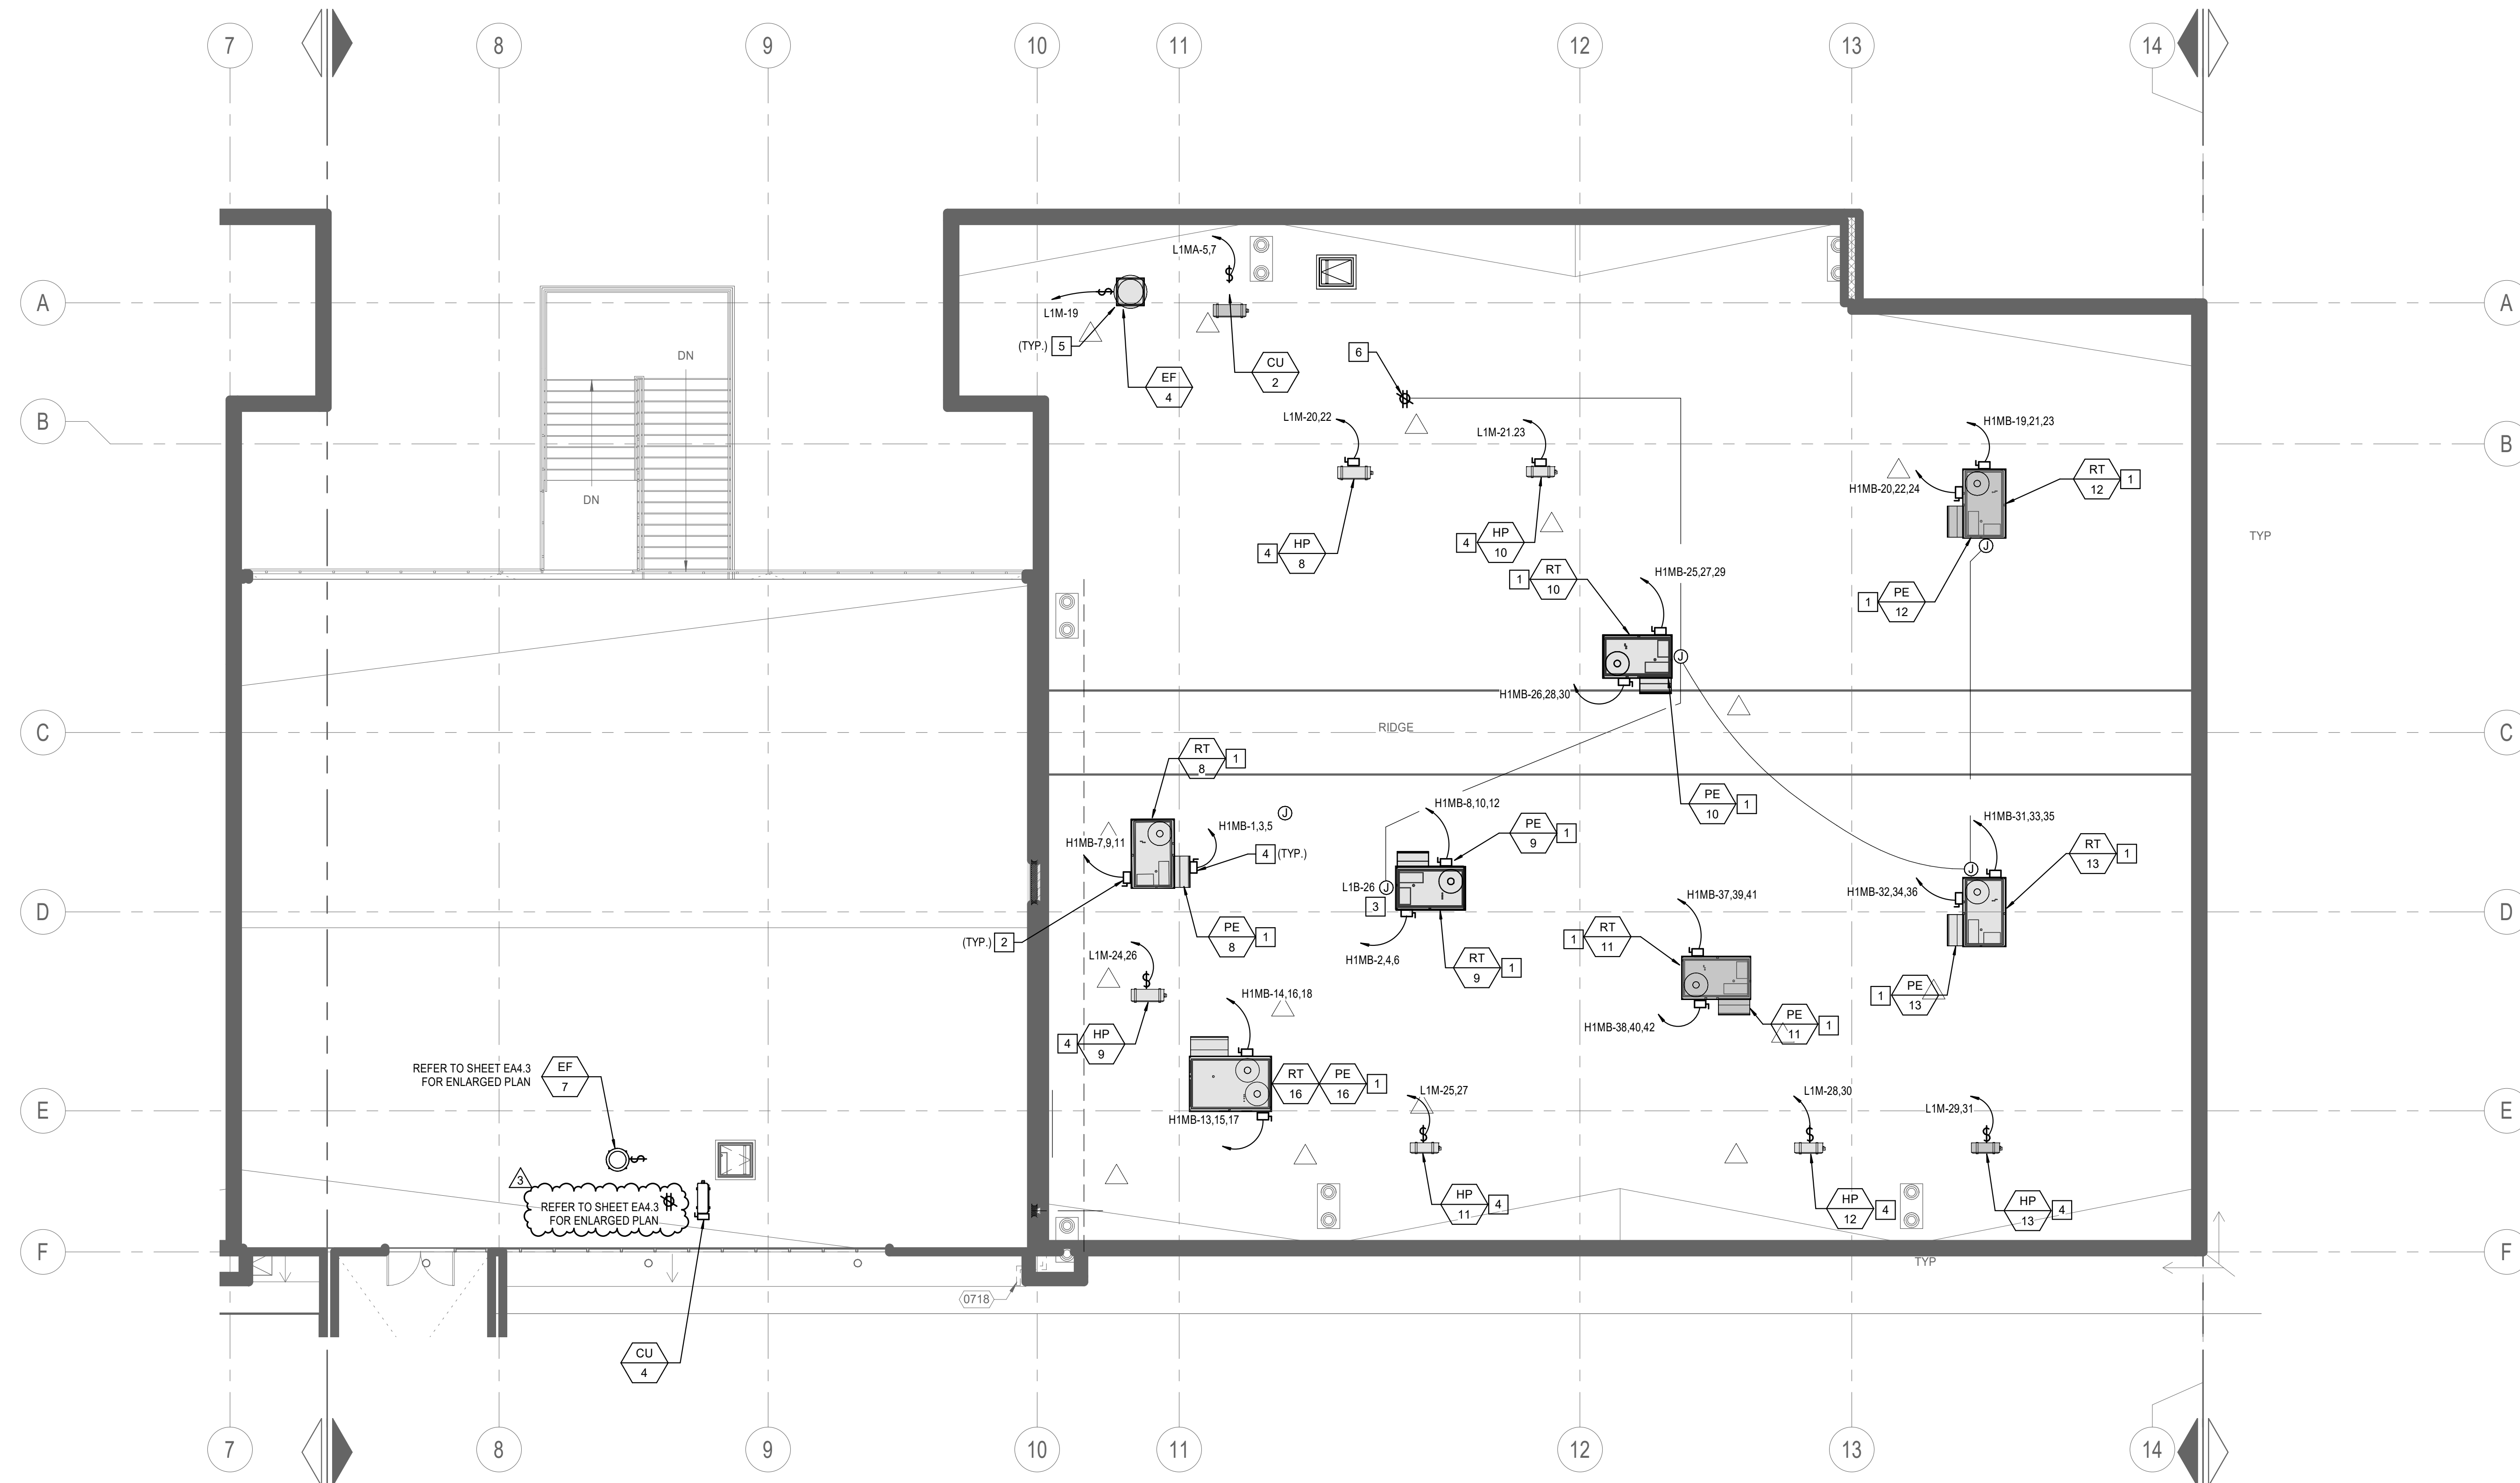 7
8
9
10
11
12
13
14
A
A
L1MA-5,7
L1M-19
(TYP.) 5
EF
4
CU
2
6
DN
DN
B
B
L1M-20,22
L1M-21.23
H1MB-19,21,23
H1MB-20,22,24
RT
12
1
4
HP
8
4
HP
10
TYP
1
RT
10
H1MB-25,27,29
J
1
PE
12
J
H1MB-26,28,30
C
RIDGE
C
RT
8
1
PE
10
1
J
H1MB-7,9,11
H1MB-1,3,5
4 (TYP.)
H1MB-8,10,12
PE
9
1
H1MB-31,33,35
RT
13
1
J
L1B-26
J
3
H1MB-37,39,41
H1MB-32,34,36
D
D
(TYP.) 2
PE
8
1
H1MB-2,4,6
RT
9
1
1
RT
11
L1M-24,26
H1MB-14,16,18
1
PE
13
4
HP
9
H1MB-38,40,42
PE
11
1
REFER TO SHEET EA4.3
FOR ENLARGED PLAN
EF
7
RT
16
PE
16
1
E
E
H1MB-13,15,17
L1M-25,27
L1M-28,30
L1M-29,31
3
REFER TO SHEET EA4.3
FOR ENLARGED PLAN
HP
11
4
HP
12
4
HP
13
4
F
F
TYP
0718
CU
4
7
8
9
10
11
12
13
14